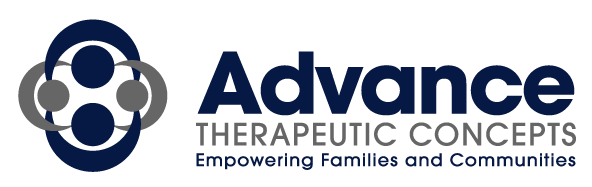 Advance
THERAPEUTIC CONCEPTS
Empowering Families and Communities